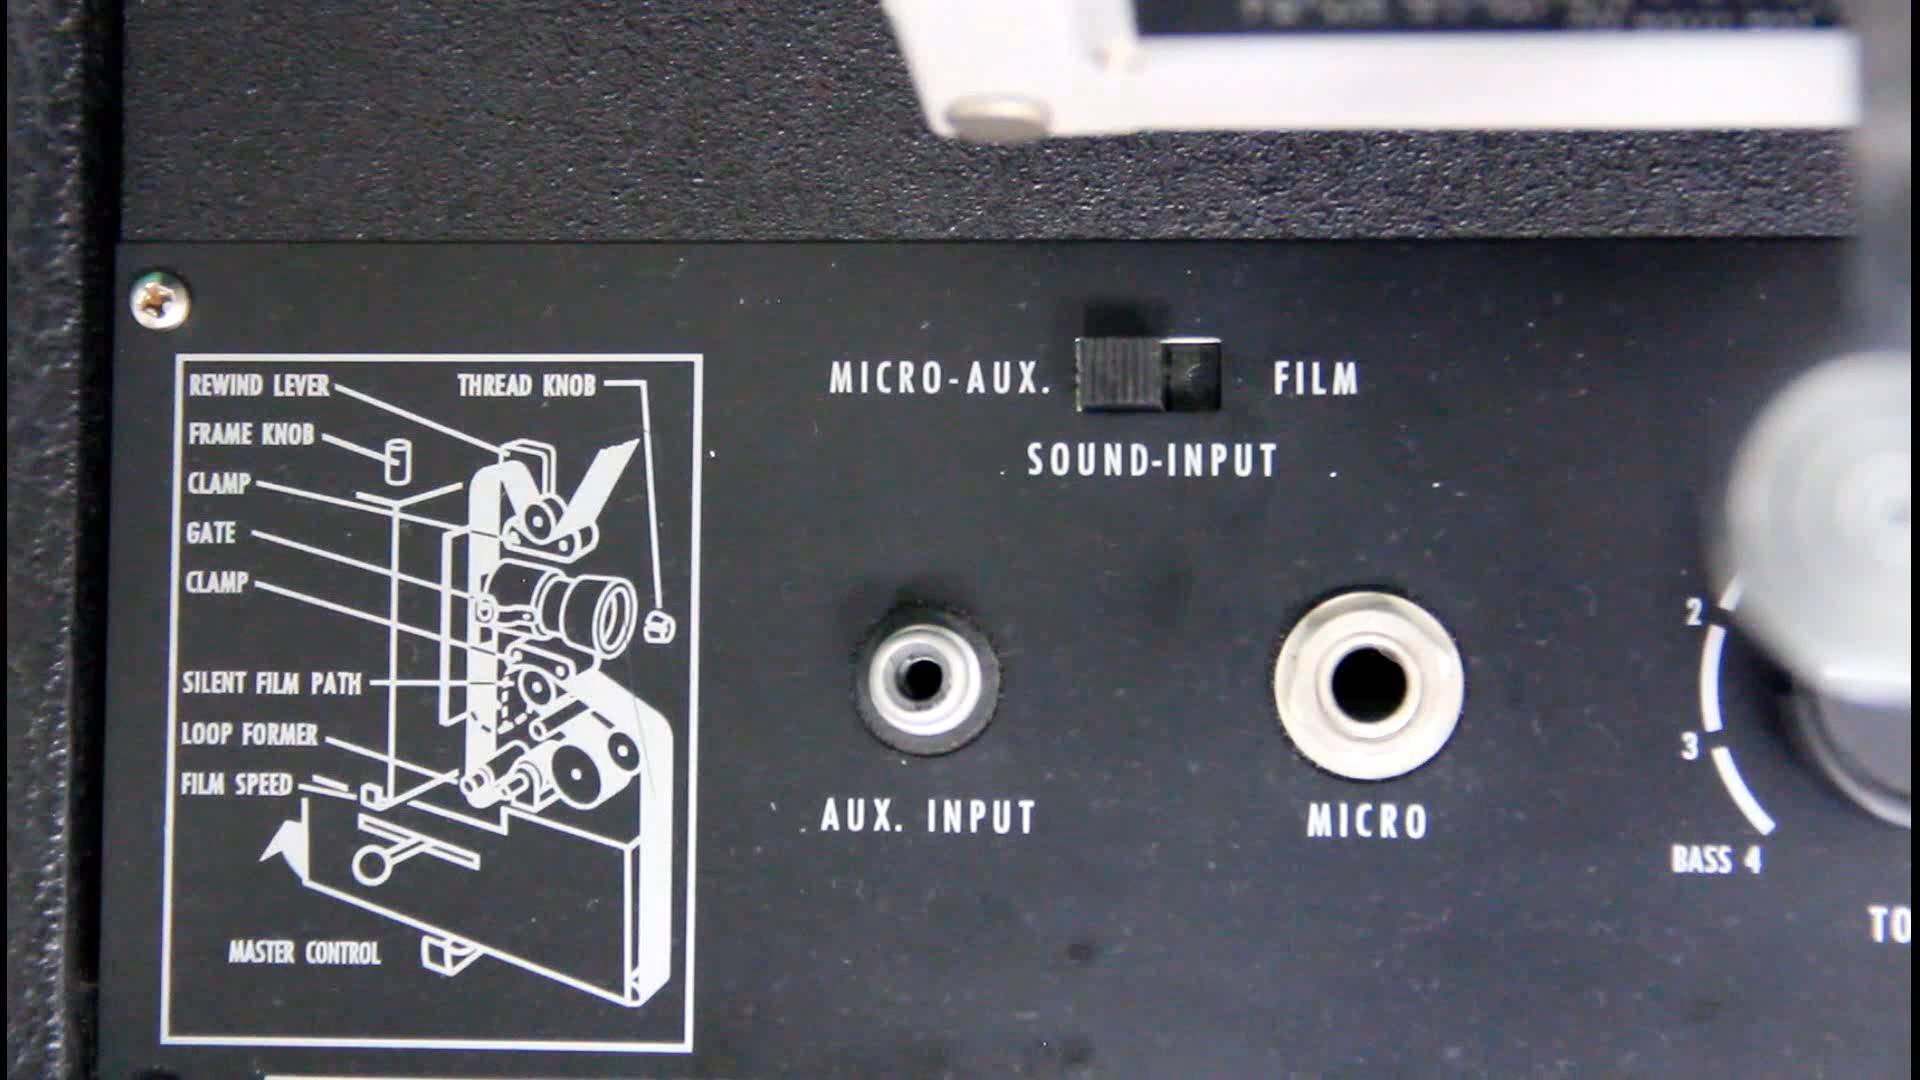 REWIND LEVER
THREAD KNOB
FRAME KNOB
CLAMP
GATE
CLAMP
SILENT FILM PATH
LOOP FORMER
FILM SPEED
MASTER CONTROL
MICRO-AUX.
FILM
SOUND-INPUT
AUX. INPUT
MICRO
2
3
BASS 4
TO